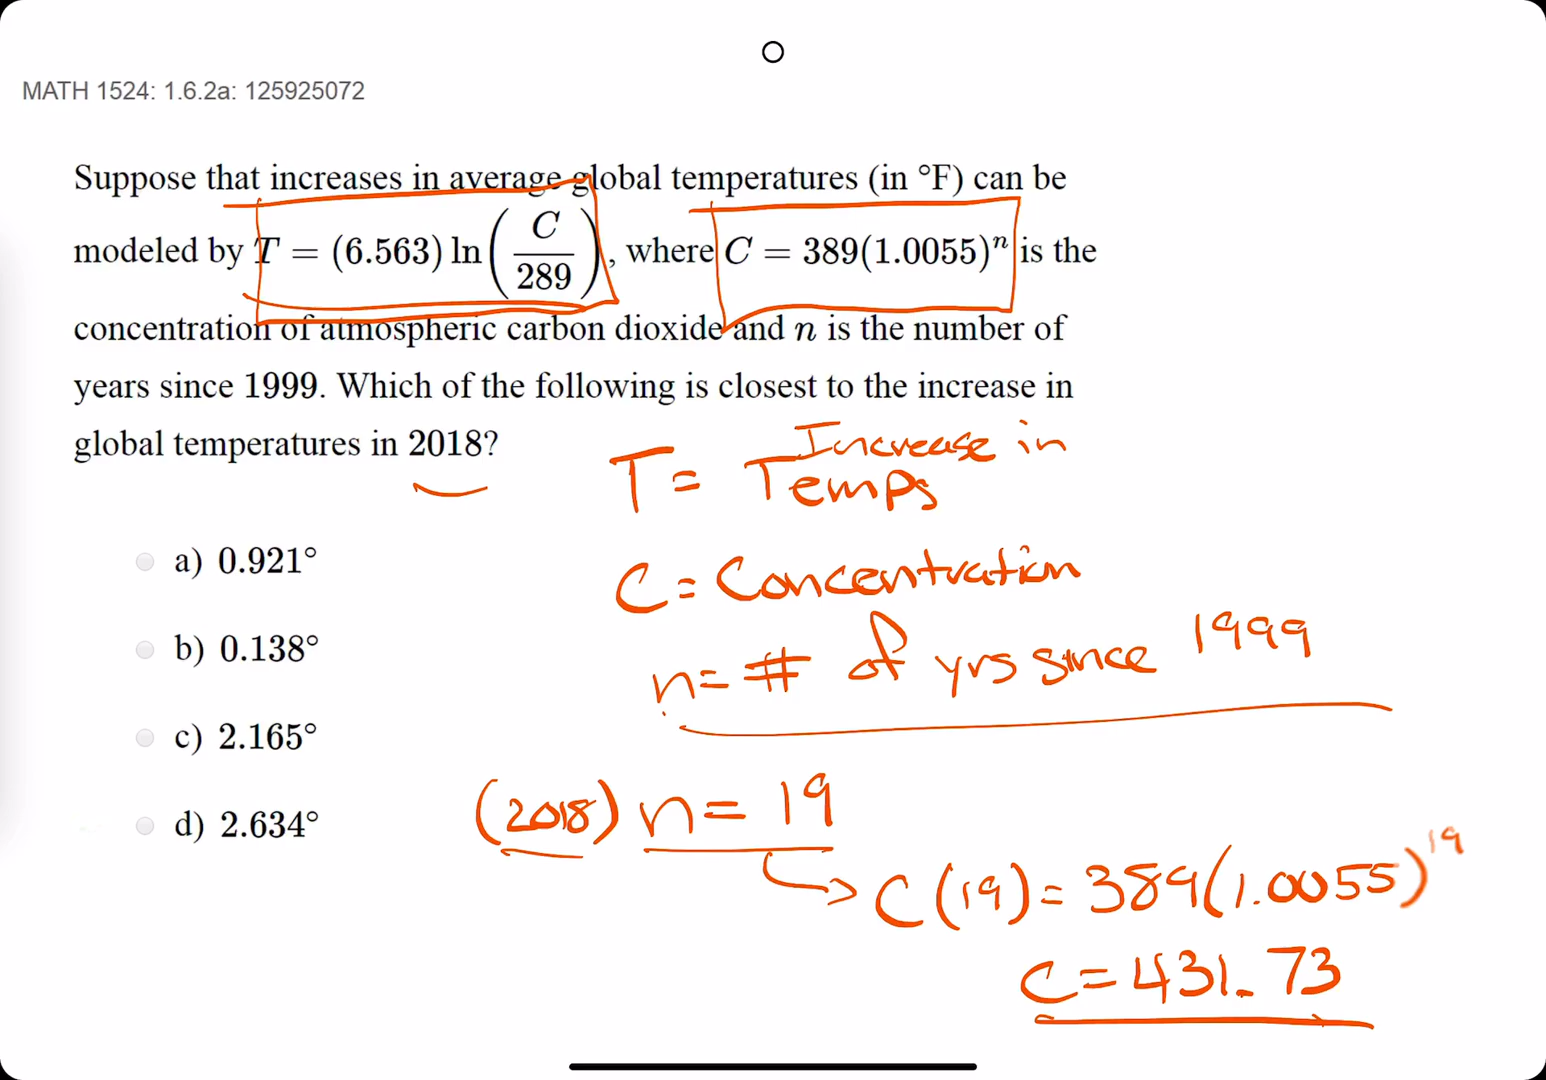 MATH 1524: 1.6.2a: 125925072
Suppose that increases in average global temperatures (in °F) can be
modeled by T = (6.563) ln(C/289), where C = 389(1.0055)^n is the
concentration of atmospheric carbon dioxide and n is the number of
years since 1999. Which of the following is closest to the increase in
global temperatures in 2018?
T = Increase in Temps
a) 0.921°
C = Concentration
b) 0.138°
n = # of yrs since 1999
c) 2.165°
d) 2.634°
(2018) n = 19
C(19) = 389(1.0055)^19
C = 431.73